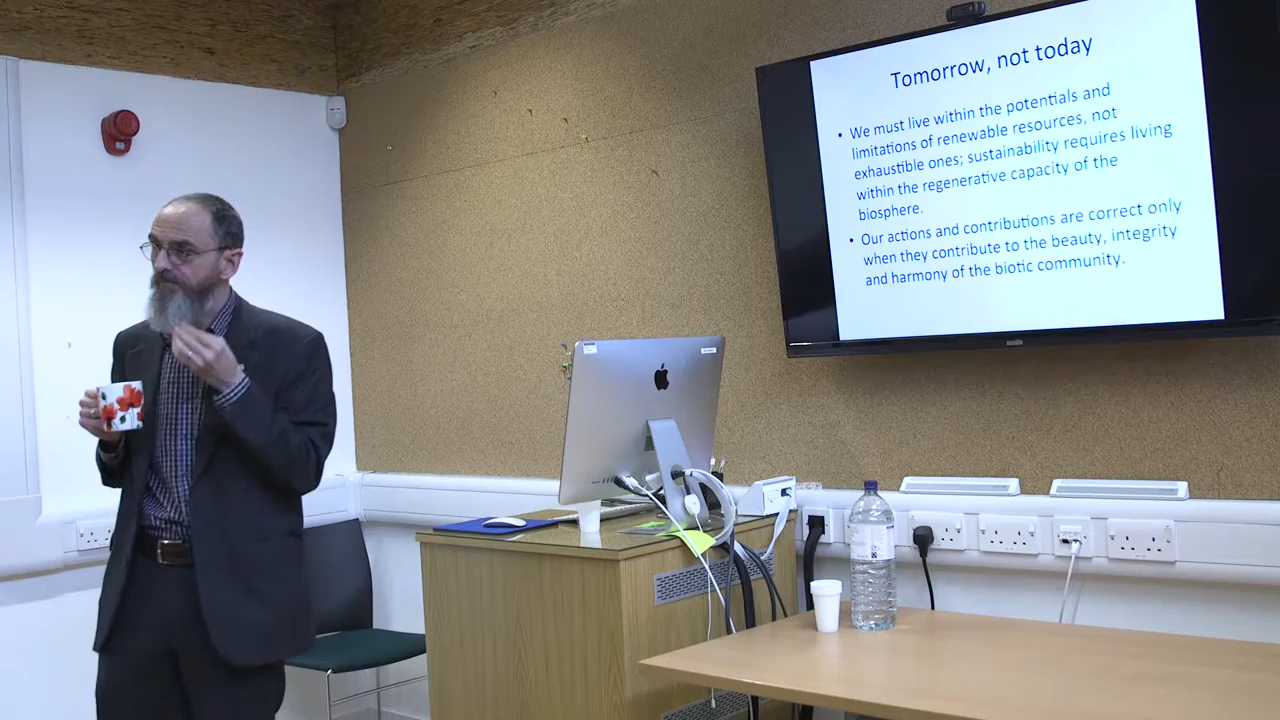 Tomorrow, not today
• We must live within the potentials and
limitations of renewable resources, not
exhaustible ones; sustainability requires living
within the regenerative capacity of the
biosphere.
• Our actions and contributions are correct only
when they contribute to the beauty, integrity
and harmony of the biotic community.